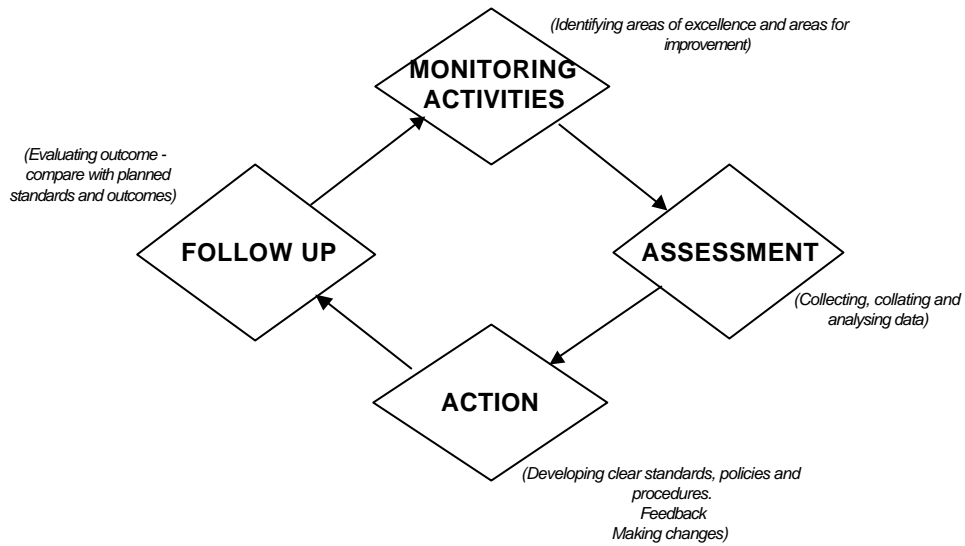 (Identifying areas of excellence and areas for
improvement)
MONITORING
ACTIVITIES
(Evaluating outcome -
compare with planned
standards and outcomes)
FOLLOW UP
ASSESSMENT
(Collecting, collating and
analysing data)
ACTION
(Developing clear standards, policies and
procedures.
Feedback
Making changes)